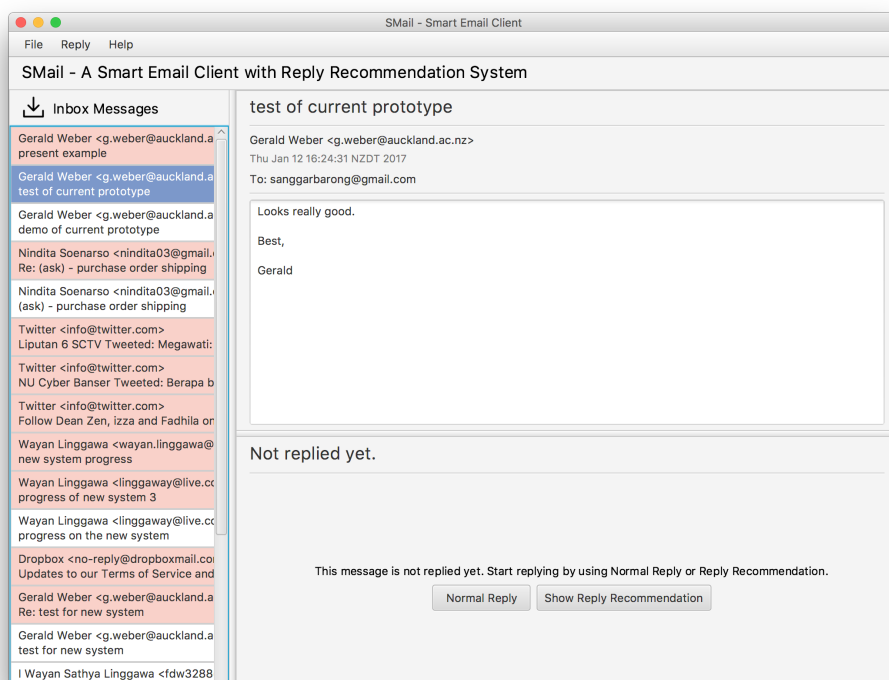 SMail - Smart Email Client
File Reply Help
SMail - A Smart Email Client with Reply Recommendation System
Inbox Messages
Gerald Weber <g.weber@auckland.a
present example
Gerald Weber <g.weber@auckland.a
test of current prototype
Gerald Weber <g.weber@auckland.a
demo of current prototype
Nindita Soenarso <nindita03@gmail.
Re: (ask) - purchase order shipping
Nindita Soenarso <nindita03@gmail.
(ask) - purchase order shipping
Twitter <info@twitter.com>
Liputan 6 SCTV Tweeted: Megawati:
Twitter <info@twitter.com>
NU Cyber Banser Tweeted: Berapa b
Twitter <info@twitter.com>
Follow Dean Zen, izza and Fadhila on
Wayan Linggawa <wayan.linggawa@
new system progress
Wayan Linggawa <linggaway@live.co
progress of new system 3
Wayan Linggawa <linggaway@live.co
progress on the new system
Dropbox <no-reply@dropboxmail.co
Updates to our Terms of Service and
Gerald Weber <g.weber@auckland.a
Re: test for new system
Gerald Weber <g.weber@auckland.a
test for new system
I Wayan Sathya Linggawa <fdw3288
test of current prototype
Gerald Weber <g.weber@auckland.ac.nz>
Thu Jan 12 16:24:31 NZDT 2017
To: sanggarbarong@gmail.com
Looks really good.
Best,
Gerald
Not replied yet.
This message is not replied yet. Start replying by using Normal Reply or Reply Recommendation.
Normal Reply Show Reply Recommendation